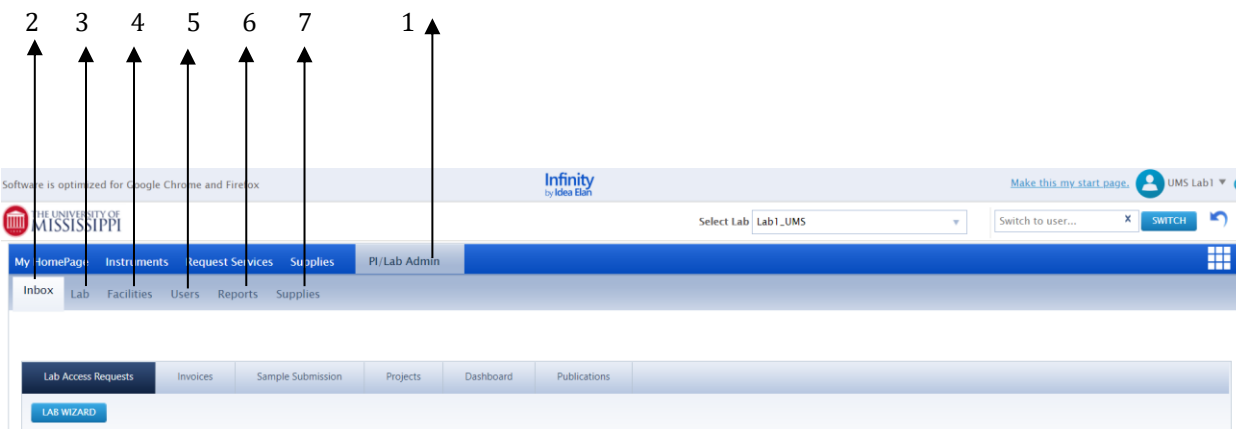 2 3 4 5 6 7 1
Software is optimized for Google Chrome and Firefox
Infinity
by Idea Elan
Make this my start page.
UMS Lab1
THE UNIVERSITY OF
MISSISSIPPI
Select Lab Lab1_UMS
Switch to user... x SWITCH
My HomePage Instruments Request Services Supplies PI/Lab Admin
Inbox Lab Facilities Users Reports Supplies
Lab Access Requests Invoices Sample Submission Projects Dashboard Publications
LAB WIZARD